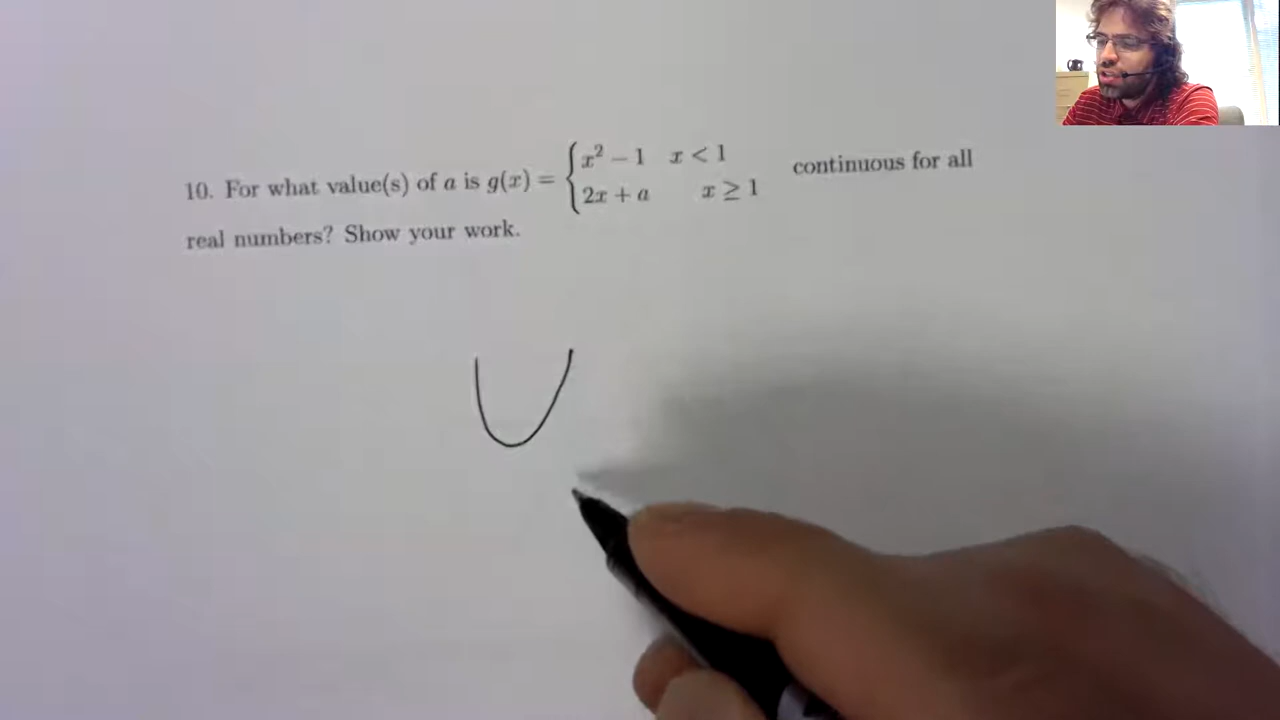 10. For what value(s) of a is g(x) = { x² − 1 x < 1 continuous for all
2x + a x ≥ 1
real numbers? Show your work.